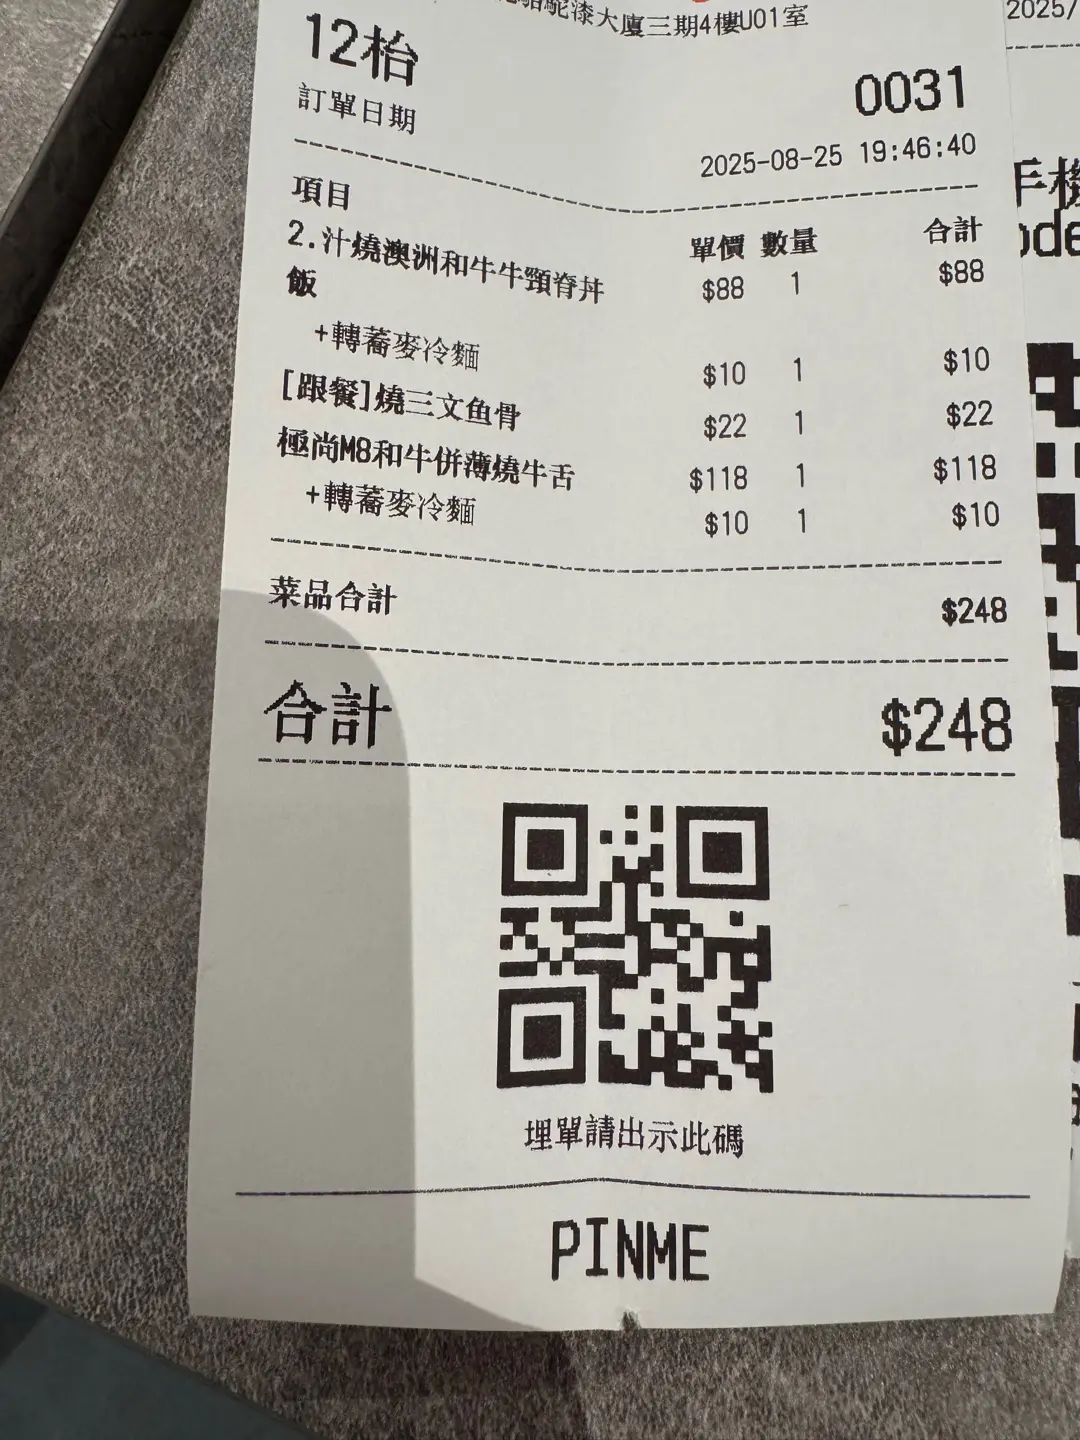 駱駝漆大廈三期4樓U01室
12枱
0031
訂單日期
2025-08-25 19:46:40
項目 單價 數量 合計
2.汁燒澳洲和牛牛頸脊丼 $88 1 $88
飯
+轉蕎麥冷麵 $10 1 $10
[跟餐]燒三文鱼骨 $22 1 $22
極尚M8和牛併薄燒牛舌 $118 1 $118
+轉蕎麥冷麵 $10 1 $10
菜品合計 $248
合計 $248
埋單請出示此碼
PINME
2025/
手機
ode